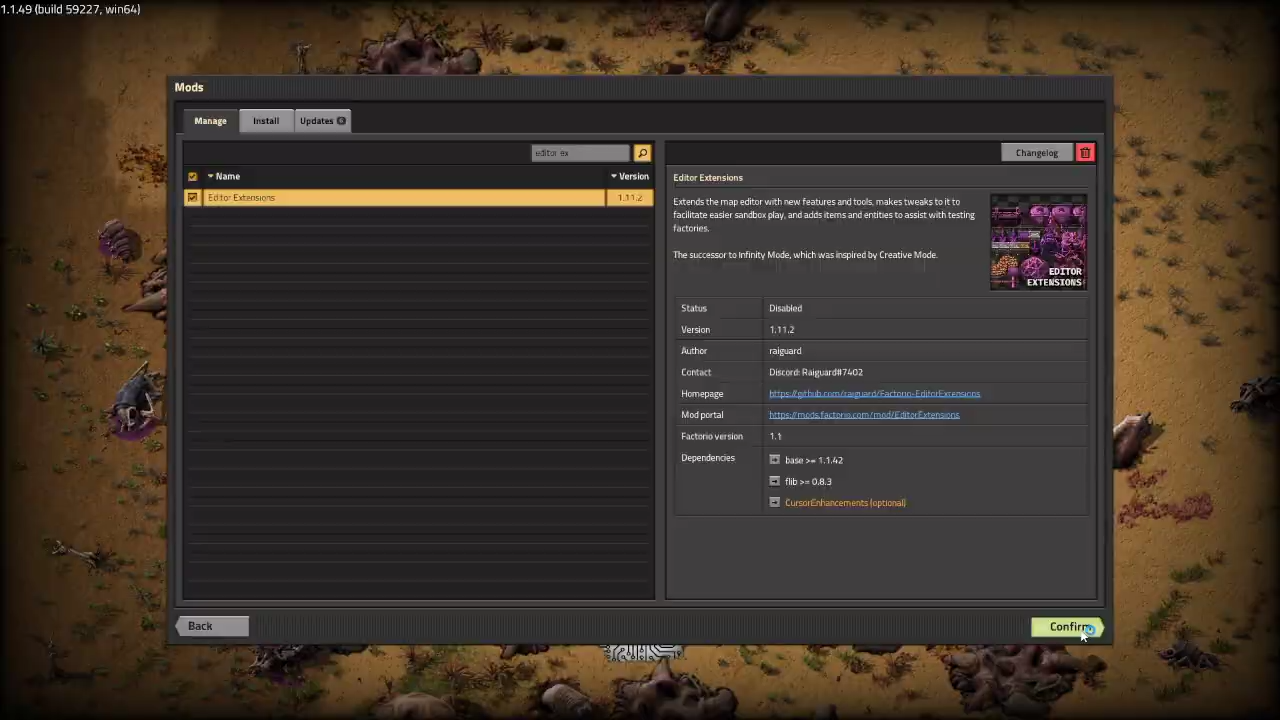 1.1.49 (build 59227, win64)
Mods
Manage
Install
Updates 6
editor ex
Changelog
Name
Version
Editor Extensions
1.11.2
Editor Extensions
Extends the map editor with new features and tools, makes tweaks to it to
facilitate easier sandbox play, and adds items and entities to assist with testing
factories.
The successor to Infinity Mode, which was inspired by Creative Mode.
EDITOR
EXTENSIONS
Status
Disabled
Version
1.11.2
Author
raiguard
Contact
Discord: Raiguard#7402
Homepage
https://github.com/raiguard/Factorio-EditorExtensions
Mod portal
https://mods.factorio.com/mod/EditorExtensions
Factorio version
1.1
Dependencies
base >= 1.1.42
flib >= 0.8.3
CursorEnhancements (optional)
Back
Confirm